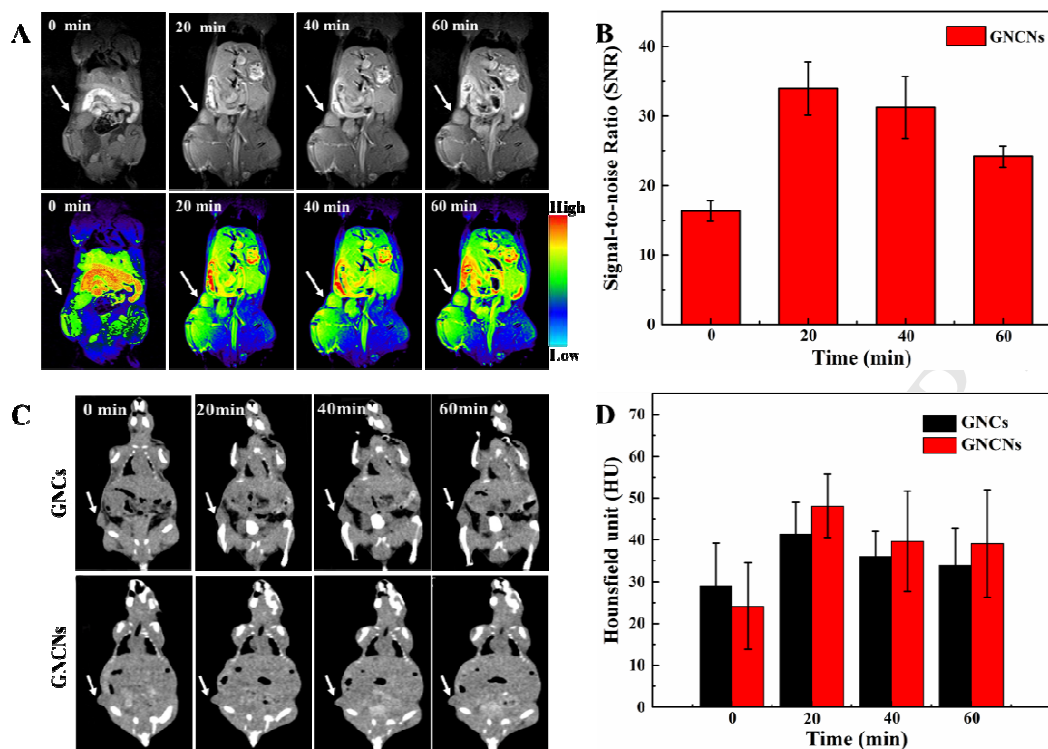 A
0 min
20 min
40 min
60 min
0 min
20 min
40 min
60 min
High
Low
B
GNCNs
Signal-to-noise Ratio (SNR)
40
30
20
10
0
0
20
40
60
Time (min)
C
GNCs
0 min
20min
40min
60min
GNCNs
D
GNCs
GNCNs
Hounsfield unit (HU)
70
60
50
40
30
20
10
0
0
20
40
60
Time (min)